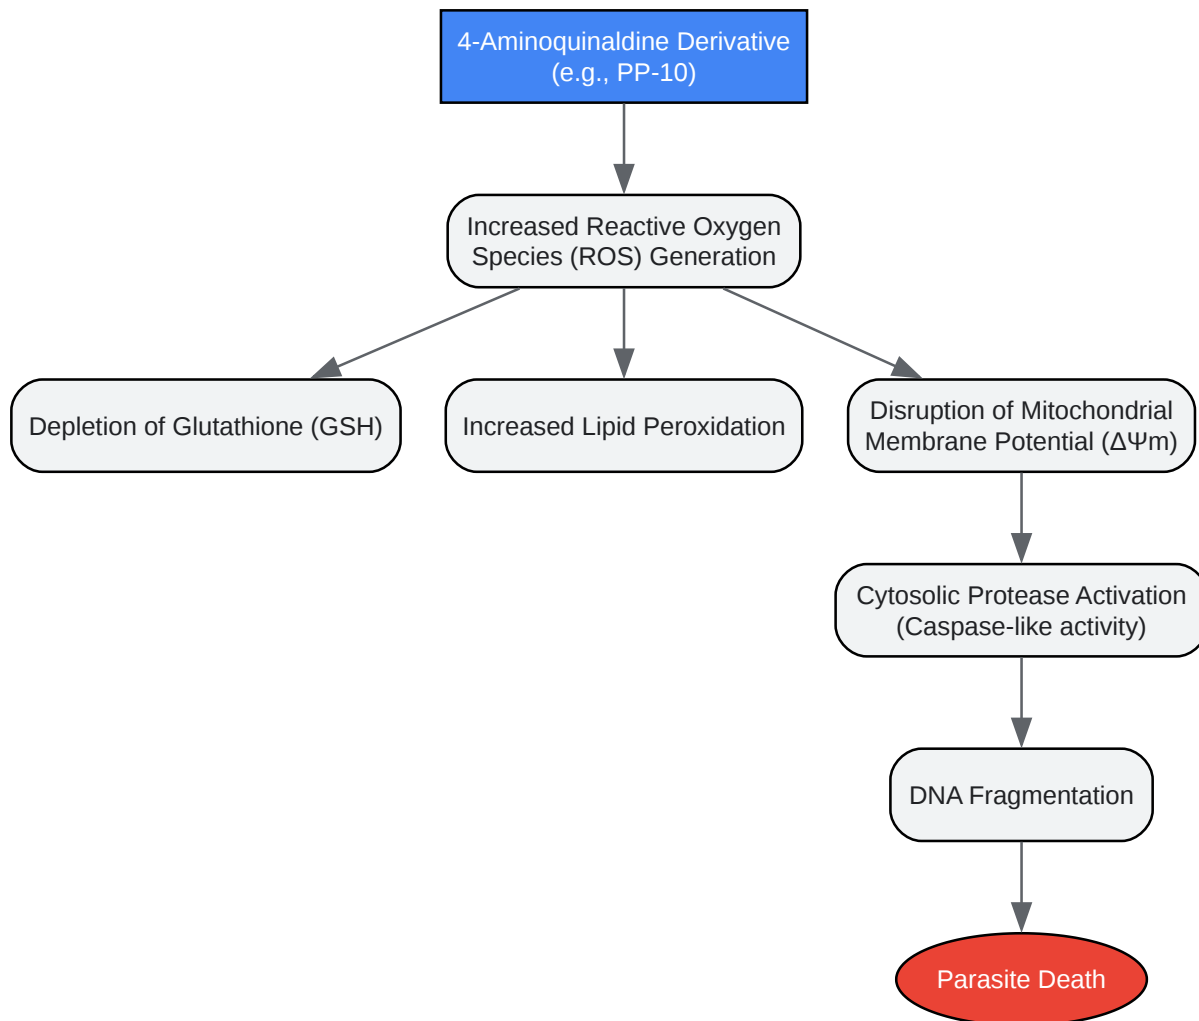 4-Aminoquinaldine Derivative
(e.g., PP-10)
Increased Reactive Oxygen
Species (ROS) Generation
Depletion of Glutathione (GSH)
Increased Lipid Peroxidation
Disruption of Mitochondrial
Membrane Potential (ΔΨm)
Cytosolic Protease Activation
(Caspase-like activity)
DNA Fragmentation
Parasite Death